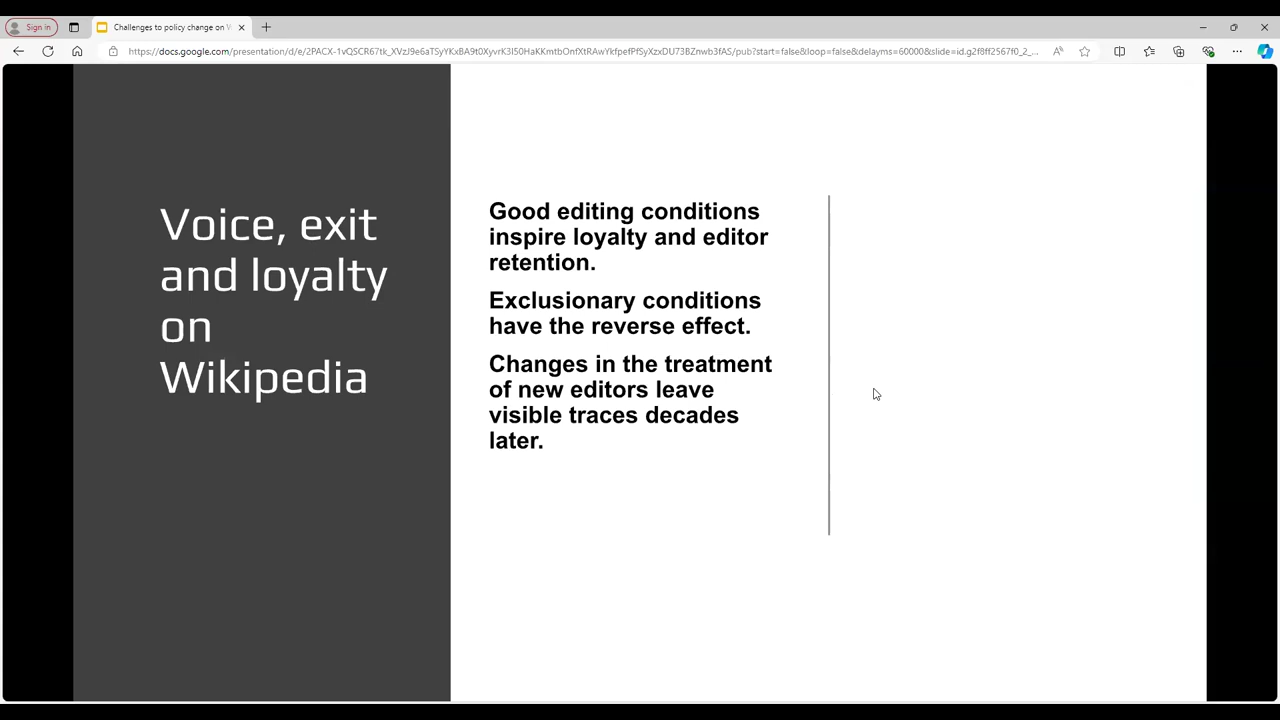 Sign in
Challenges to policy change on W
https://docs.google.com/presentation/d/e/2PACX-1vQSCR67tk_XVzJ9e6aTSyYKxBA9t0XyvrK3I50HaKKmtbOnfXtRAwYkfpefPfSyXzxDU73BZnwb3fAS/pub?start=false&loop=false&delayms=60000&slide=id.g2f8ff2567f0_2_...
Voice, exit
and loyalty
on
Wikipedia
Good editing conditions
inspire loyalty and editor
retention.
Exclusionary conditions
have the reverse effect.
Changes in the treatment
of new editors leave
visible traces decades
later.